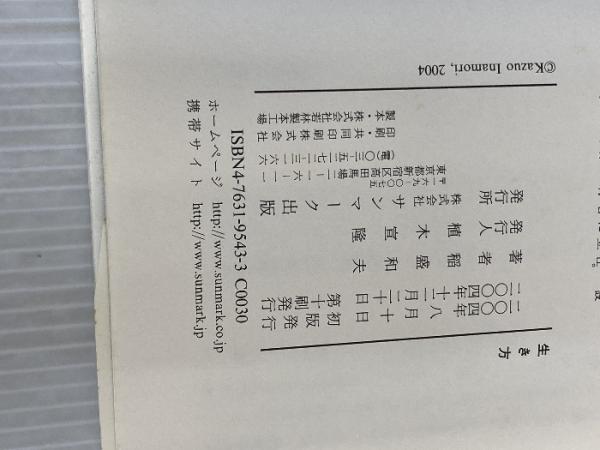 生き方
二〇〇四年 八月 十日 初版発行
二〇〇四年十二月二十日 第十刷発行
著者 稲盛和夫
発行人 植木宣隆
発行所 株式会社 サンマーク出版
〒一六九-〇〇七五
東京都新宿区高田馬場二-一六-一一
(電)〇三-五二七二-三一六六
印刷・共同印刷株式会社
製本・株式会社若林製本工場
©Kazuo Inamori, 2004
ISBN4-7631-9543-3 C0030
ホームページ http://www.sunmark.co.jp
携帯サイト http://www.sunmark.jp